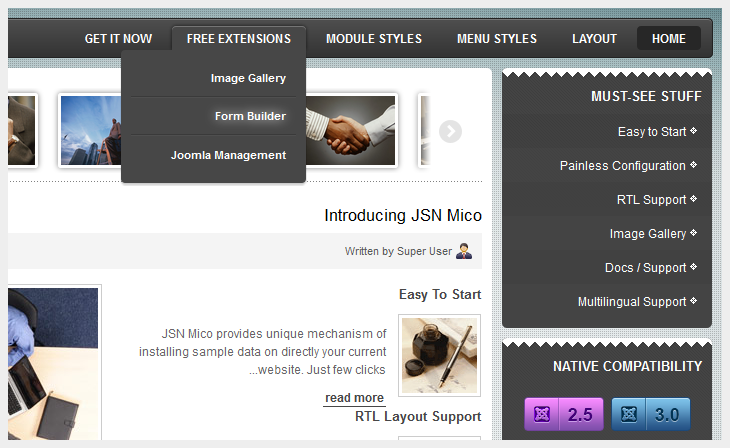 HOME
LAYOUT
MENU STYLES
MODULE STYLES
FREE EXTENSIONS
GET IT NOW
Image Gallery
Form Builder
Joomla Management
MUST-SEE STUFF
Easy to Start
Painless Configuration
RTL Support
Image Gallery
Docs / Support
Multilingual Support
NATIVE COMPATIBILITY
2.5
3.0
Introducing JSN Mico
Written by Super User
Easy To Start
JSN Mico provides unique mechanism of
installing sample data on directly your current
...website. Just few clicks
read more
RTL Layout Support